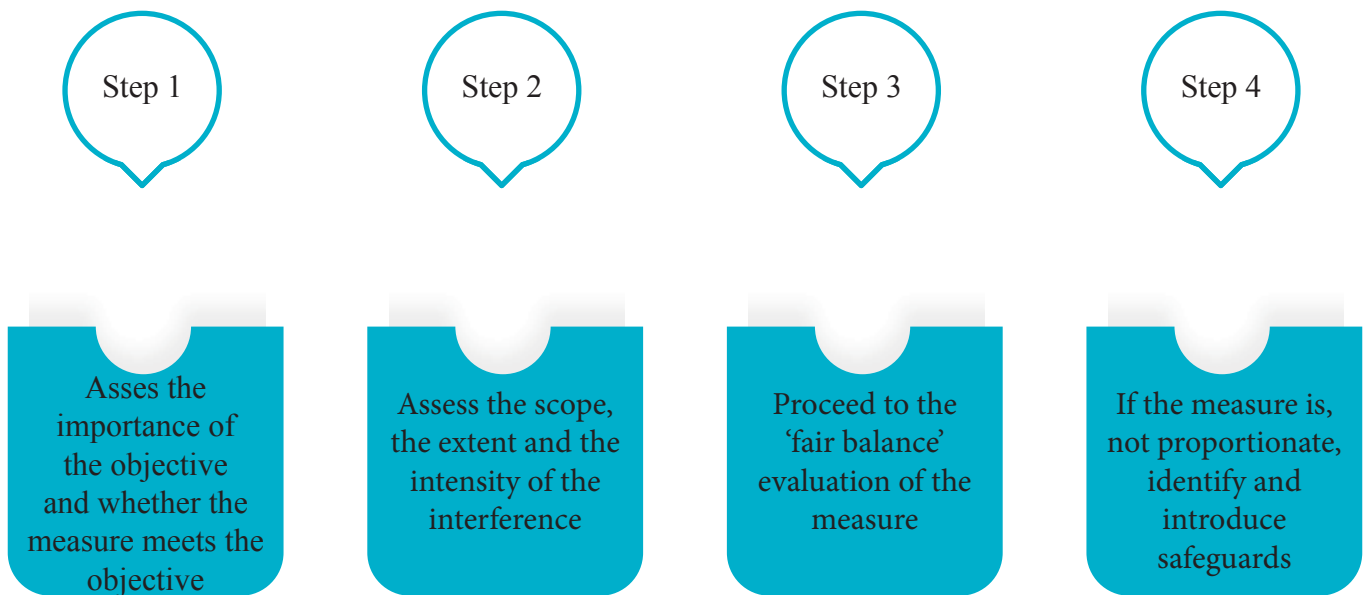 Step 1
Asses the
importance of
the objective
and whether the
measure meets the
objective
Step 2
Assess the scope,
the extent and the
intensity of the
interference
Step 3
Proceed to the
‘fair balance’
evaluation of the
measure
Step 4
If the measure is,
not proportionate,
identify and
introduce
safeguards